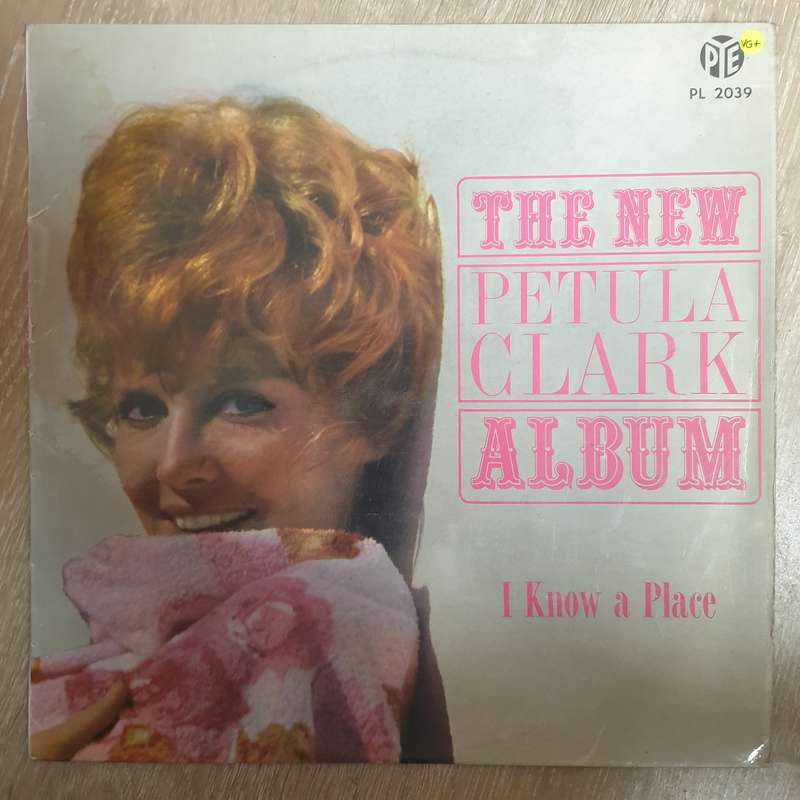 PYE
VG+
PL 2039
THE NEW
PETULA
CLARK
ALBUM
I Know a Place